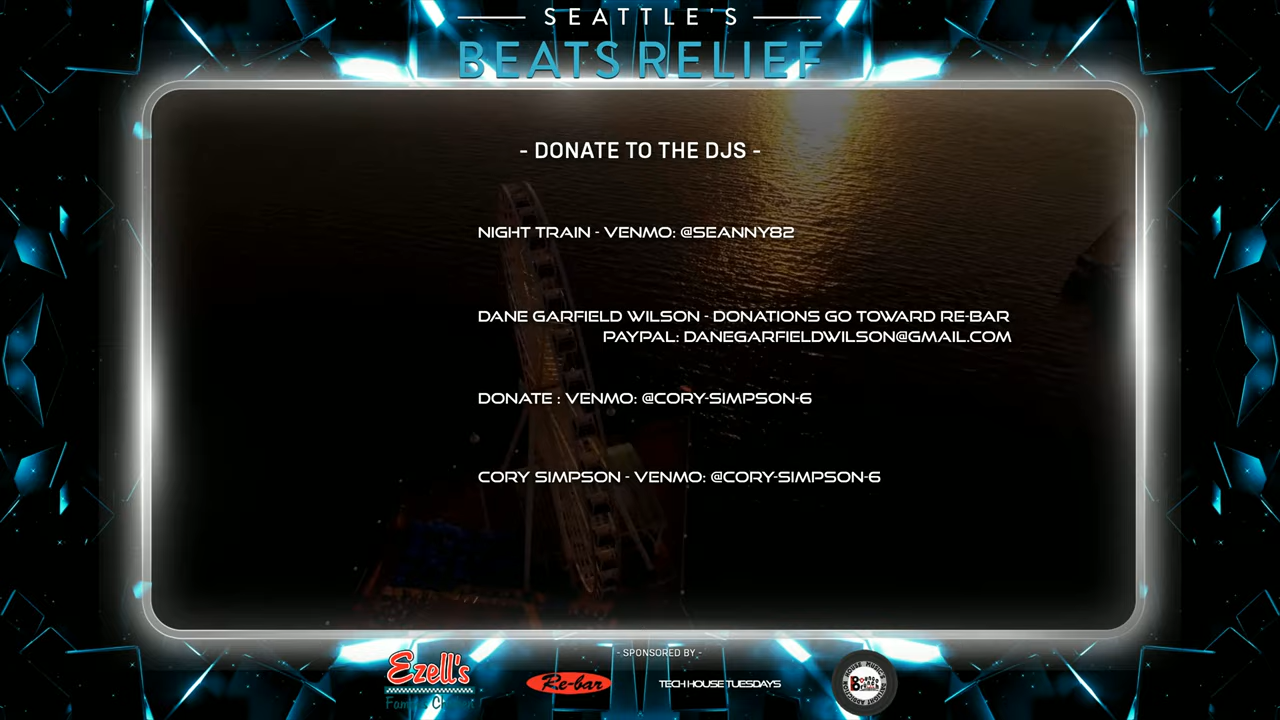 SEATTLE'S
BEATS RELIEF
- DONATE TO THE DJS -
NIGHT TRAIN - VENMO: @SEANNY82
DANE GARFIELD WILSON - DONATIONS GO TOWARD RE-BAR
PAYPAL: DANEGARFIELDWILSON@GMAIL.COM
DONATE : VENMO: @CORY-SIMPSON-6
CORY SIMPSON - VENMO: @CORY-SIMPSON-6
- SPONSORED BY -
Ezell's
Re-bar
TECH HOUSE TUESDAYS